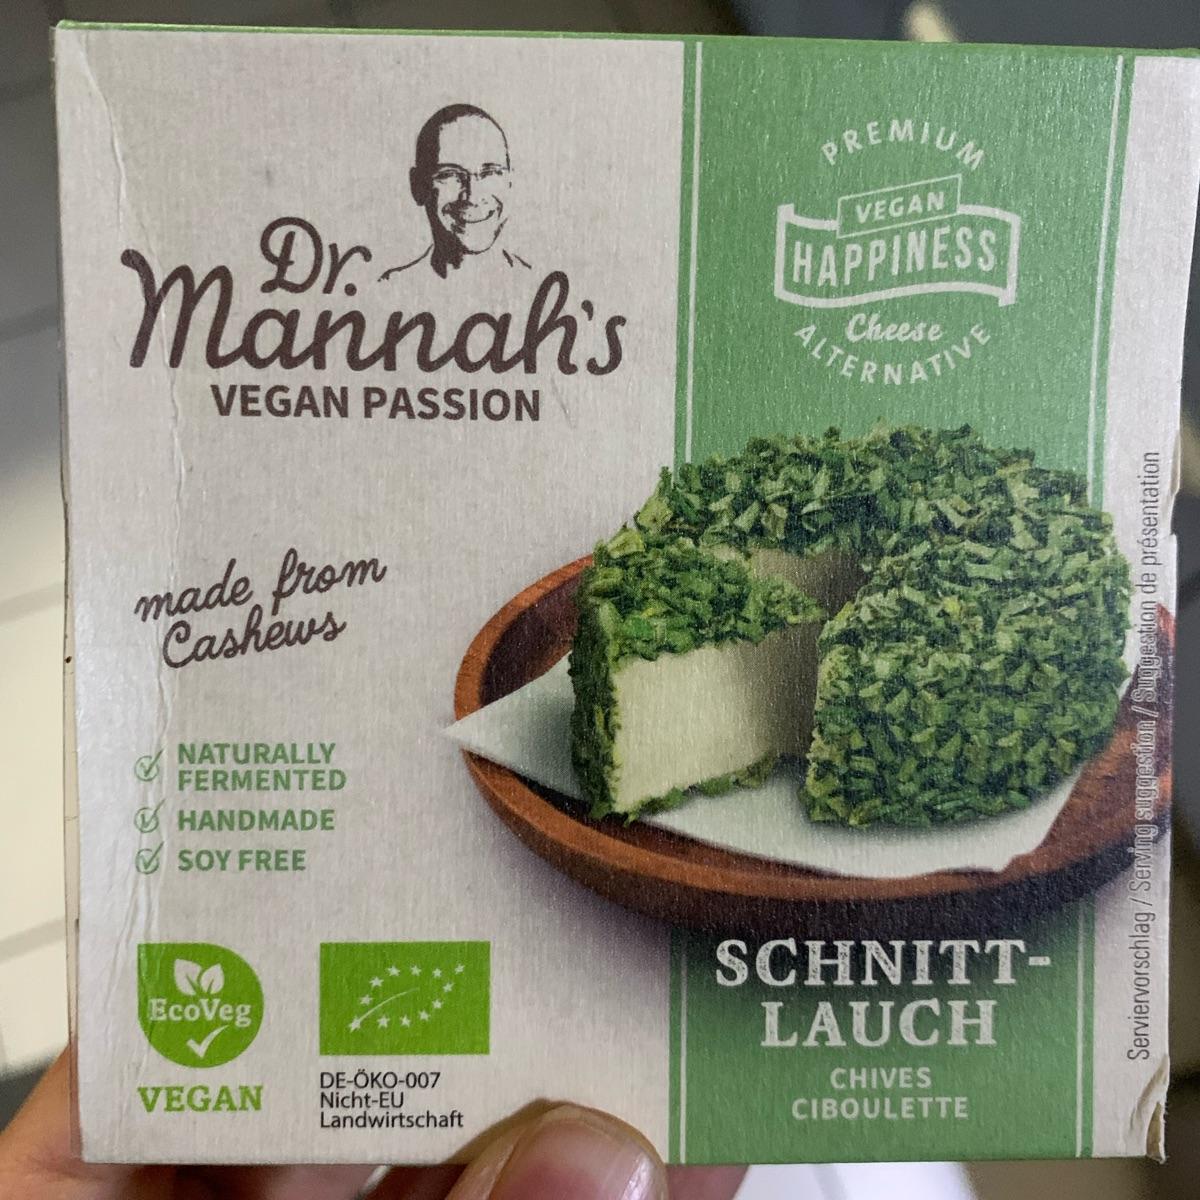 Dr.
Mannah's
VEGAN PASSION
PREMIUM
VEGAN
HAPPINESS
Cheese
ALTERNATIVE
made from
Cashews
NATURALLY
FERMENTED
HANDMADE
SOY FREE
EcoVeg
VEGAN
DE-ÖKO-007
Nicht-EU
Landwirtschaft
SCHNITT-
LAUCH
CHIVES
CIBOULETTE
Serviervorschlag / Serving suggestion / Suggestion de présentation